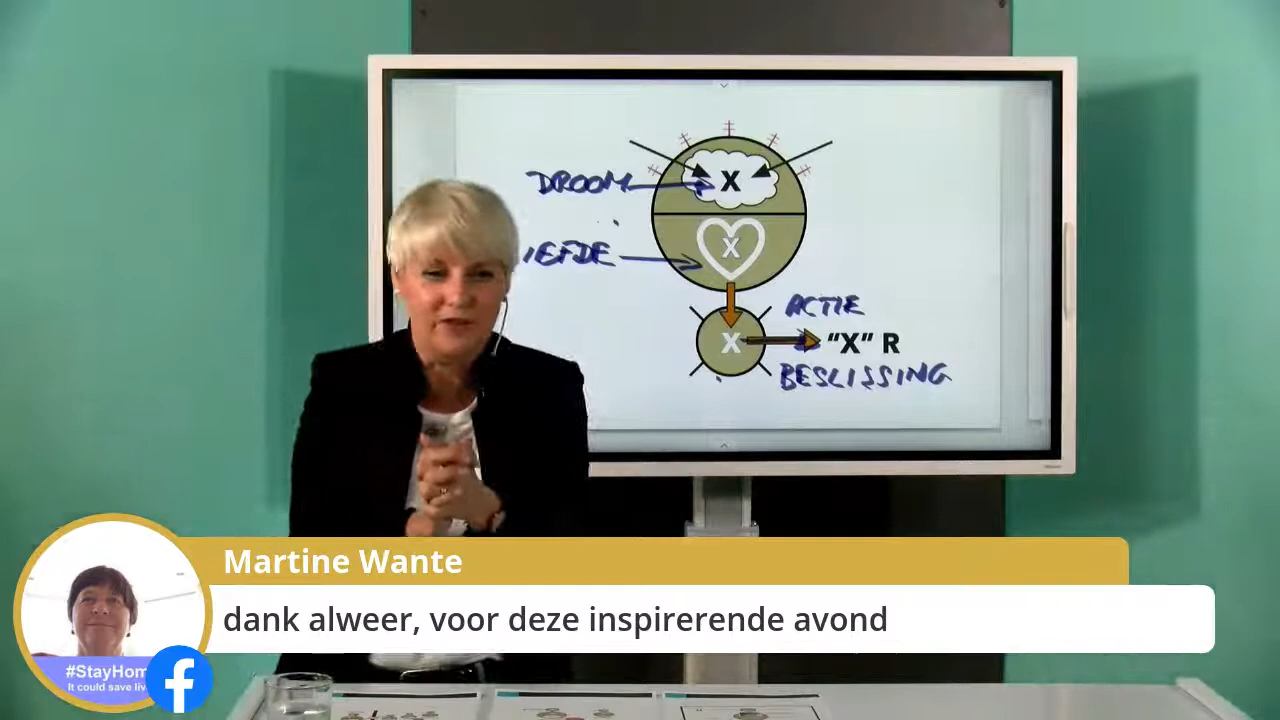 DROOM
X
IEFDE
X
ACTIE
X
"X" R
BESLISSING
Martine Wante
dank alweer, voor deze inspirerende avond
#StayHom
It could save liv
f